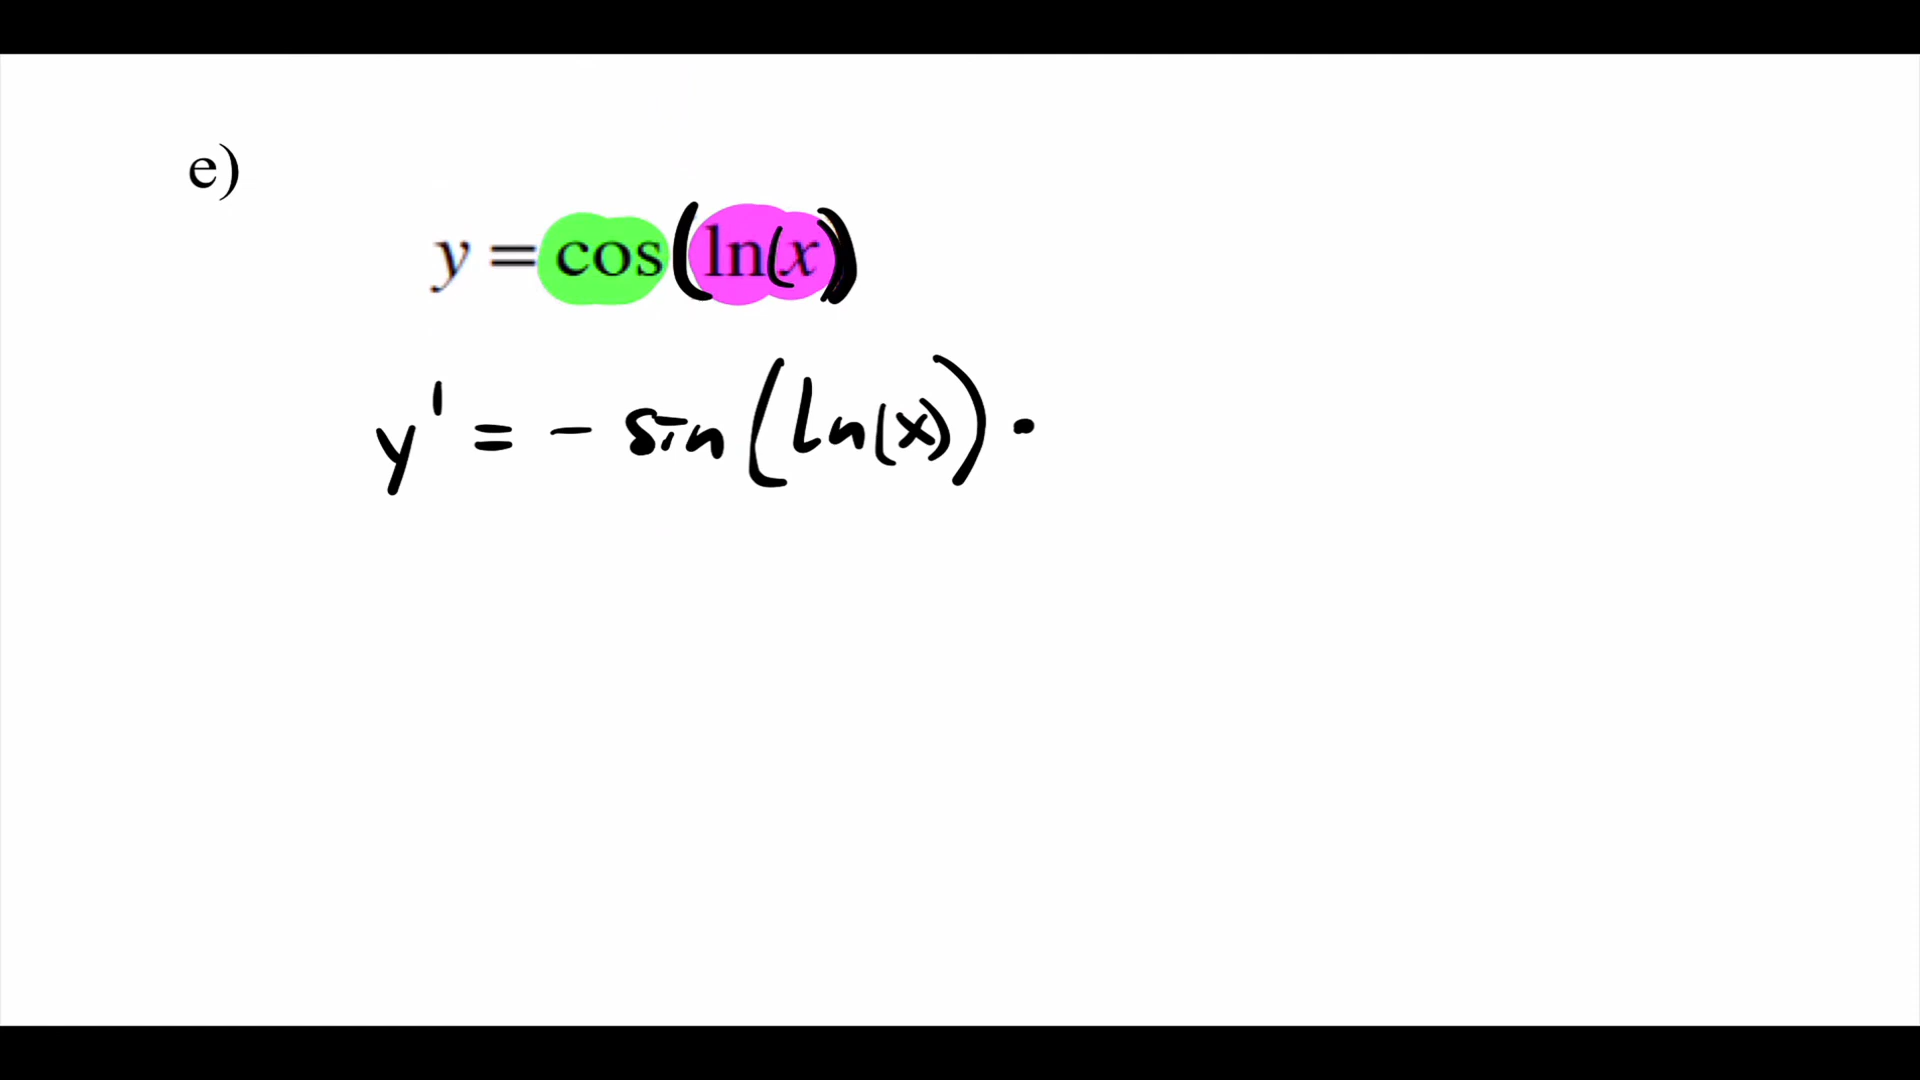 e)
y = cos(ln(x))
y' = - sin(ln(x)) ·